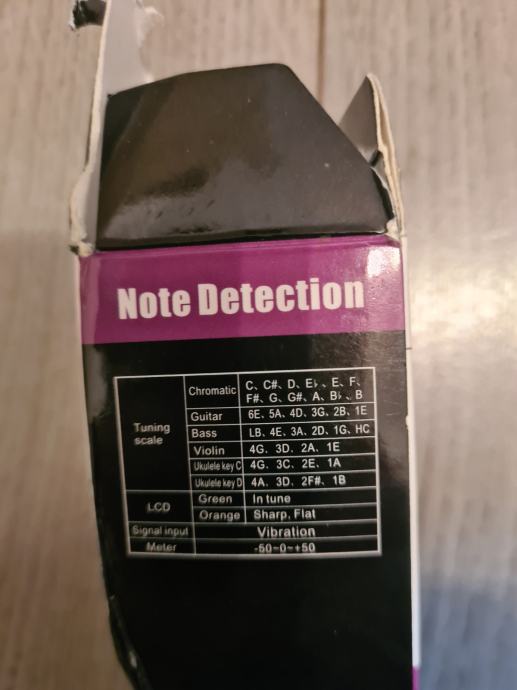 Note Detection
Tuning scale
Chromatic C、C#、D、E♭、E、F、
F#、G、G#、A、B♭、B
Guitar 6E、5A、4D、3G、2B、1E
Bass LB、4E、3A、2D、1G、HC
Violin 4G、3D、2A、1E
Ukulele key C 4G、3C、2E、1A
Ukulele key D 4A、3D、2F#、1B
LCD Green In tune
Orange Sharp, Flat
Signal input Vibration
Meter -50~0~+50